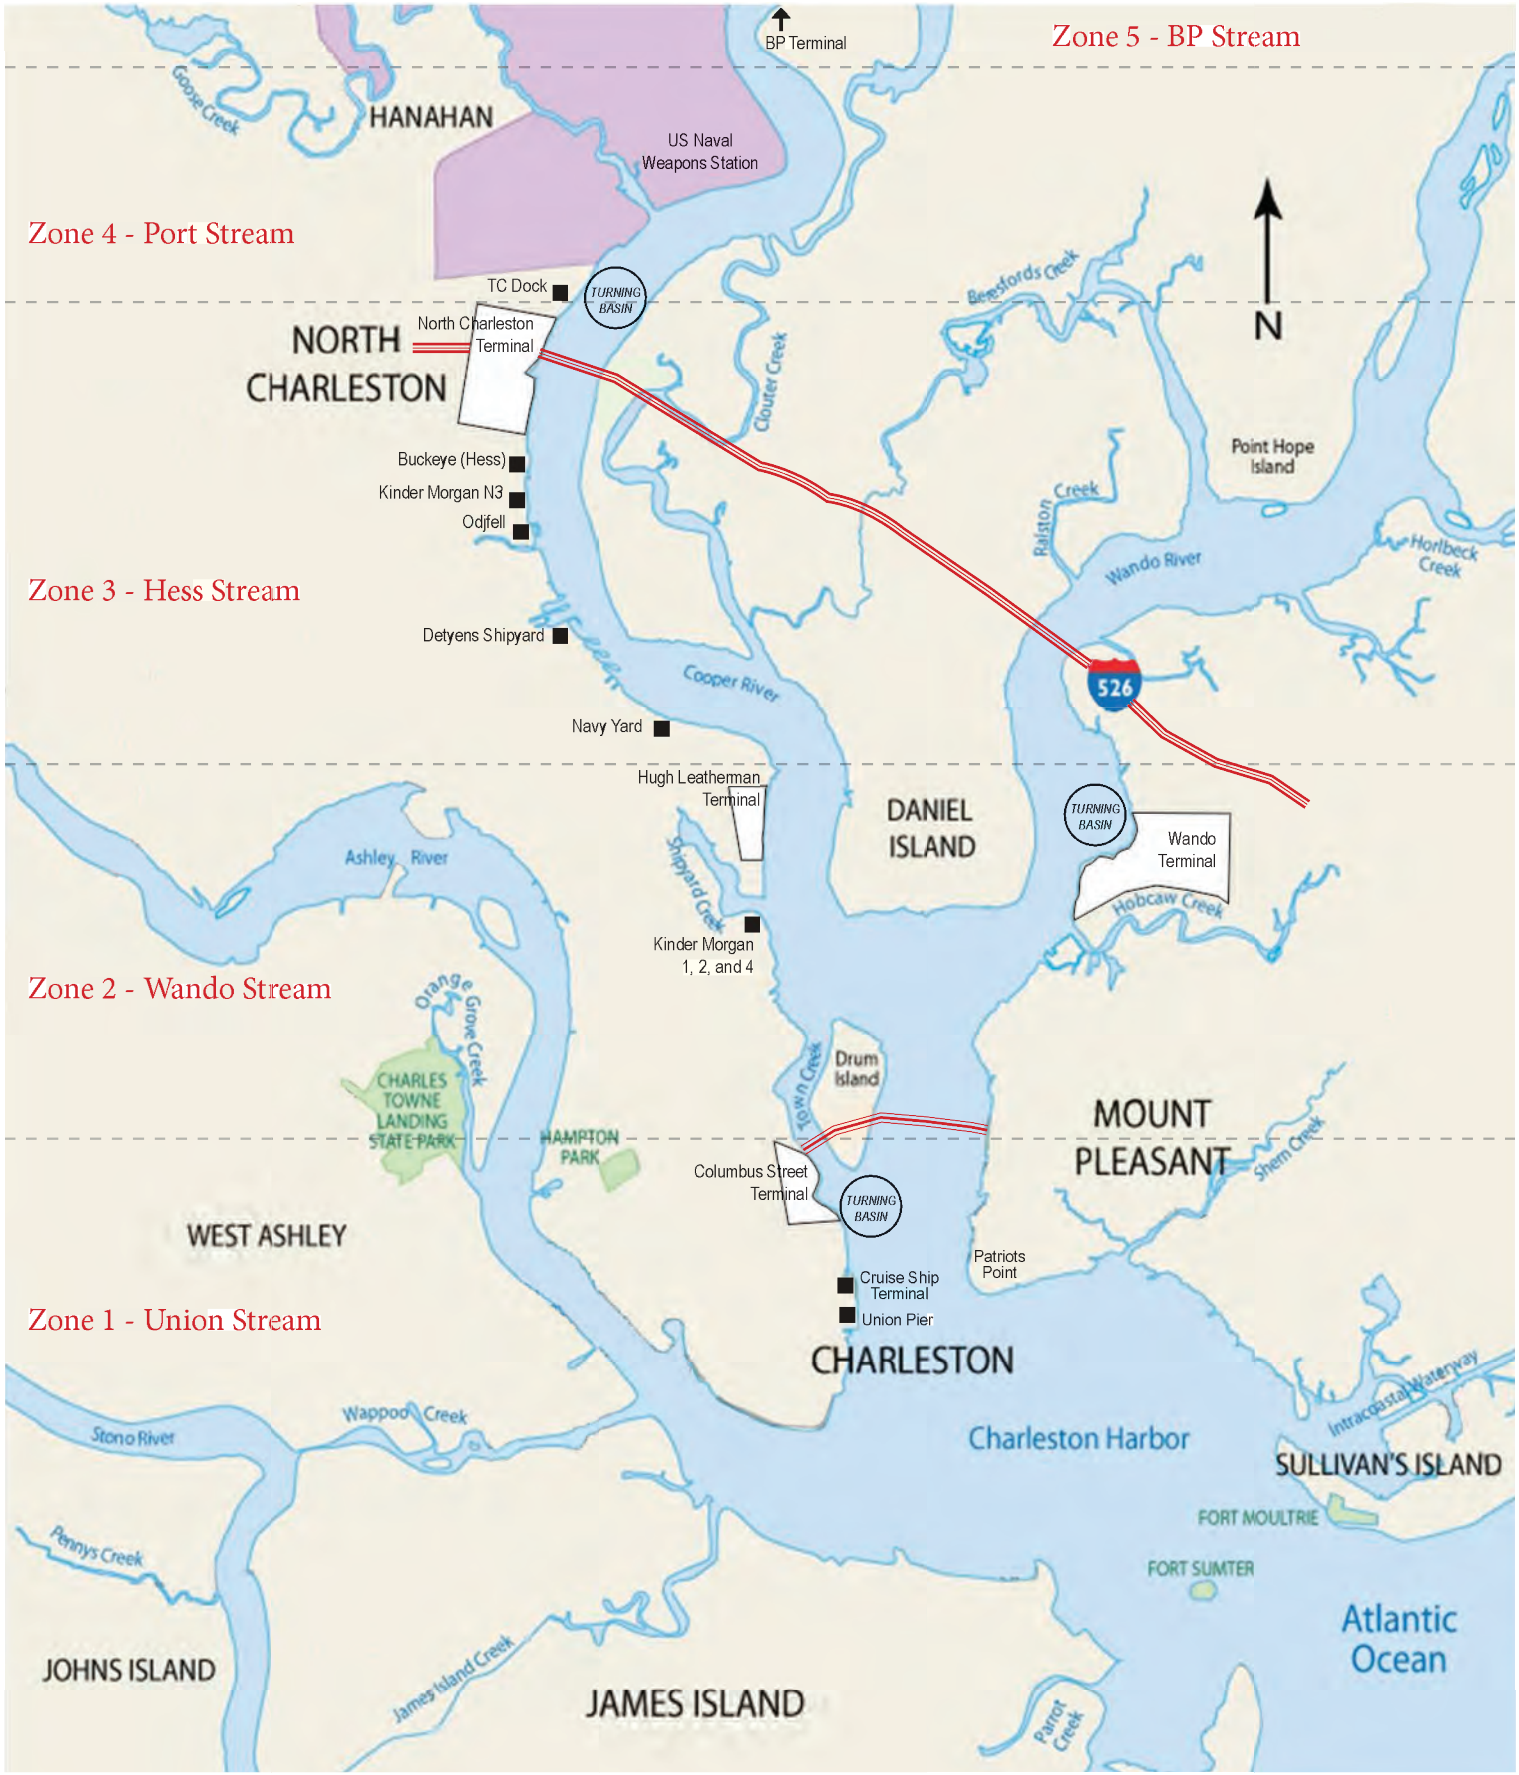 BP Terminal
Zone 5 - BP Stream
Goose Creek
HANAHAN
US Naval
Weapons Station
Zone 4 - Port Stream
TC Dock
TURNING
BASIN
Beresfords Creek
N
North Charleston
Terminal
NORTH
CHARLESTON
Clouter Creek
Point Hope
Island
Buckeye (Hess)
Kinder Morgan N3
Odjfell
Ralston
Creek
Wando River
Horlbeck
Creek
Zone 3 - Hess Stream
Detyens Shipyard
Cooper River
526
Navy Yard
Hugh Leatherman
Terminal
DANIEL
ISLAND
TURNING
BASIN
Wando
Terminal
Ashley River
Shipyard Creek
Hobcaw Creek
Kinder Morgan
1, 2, and 4
Zone 2 - Wando Stream
Orange Grove Creek
Town Creek
Drum
Island
CHARLES
TOWNE
LANDING
STATE PARK
HAMPTON
PARK
MOUNT
PLEASANT
Shem Creek
Columbus Street
Terminal
TURNING
BASIN
WEST ASHLEY
Patriots
Point
Cruise Ship
Terminal
Union Pier
Zone 1 - Union Stream
CHARLESTON
Intracoastal Waterway
Wappoo Creek
Stono River
Charleston Harbor
SULLIVAN'S ISLAND
FORT MOULTRIE
Pennys Creek
FORT SUMTER
Atlantic
Ocean
JOHNS ISLAND
James Island Creek
JAMES ISLAND
Parrot
Creek